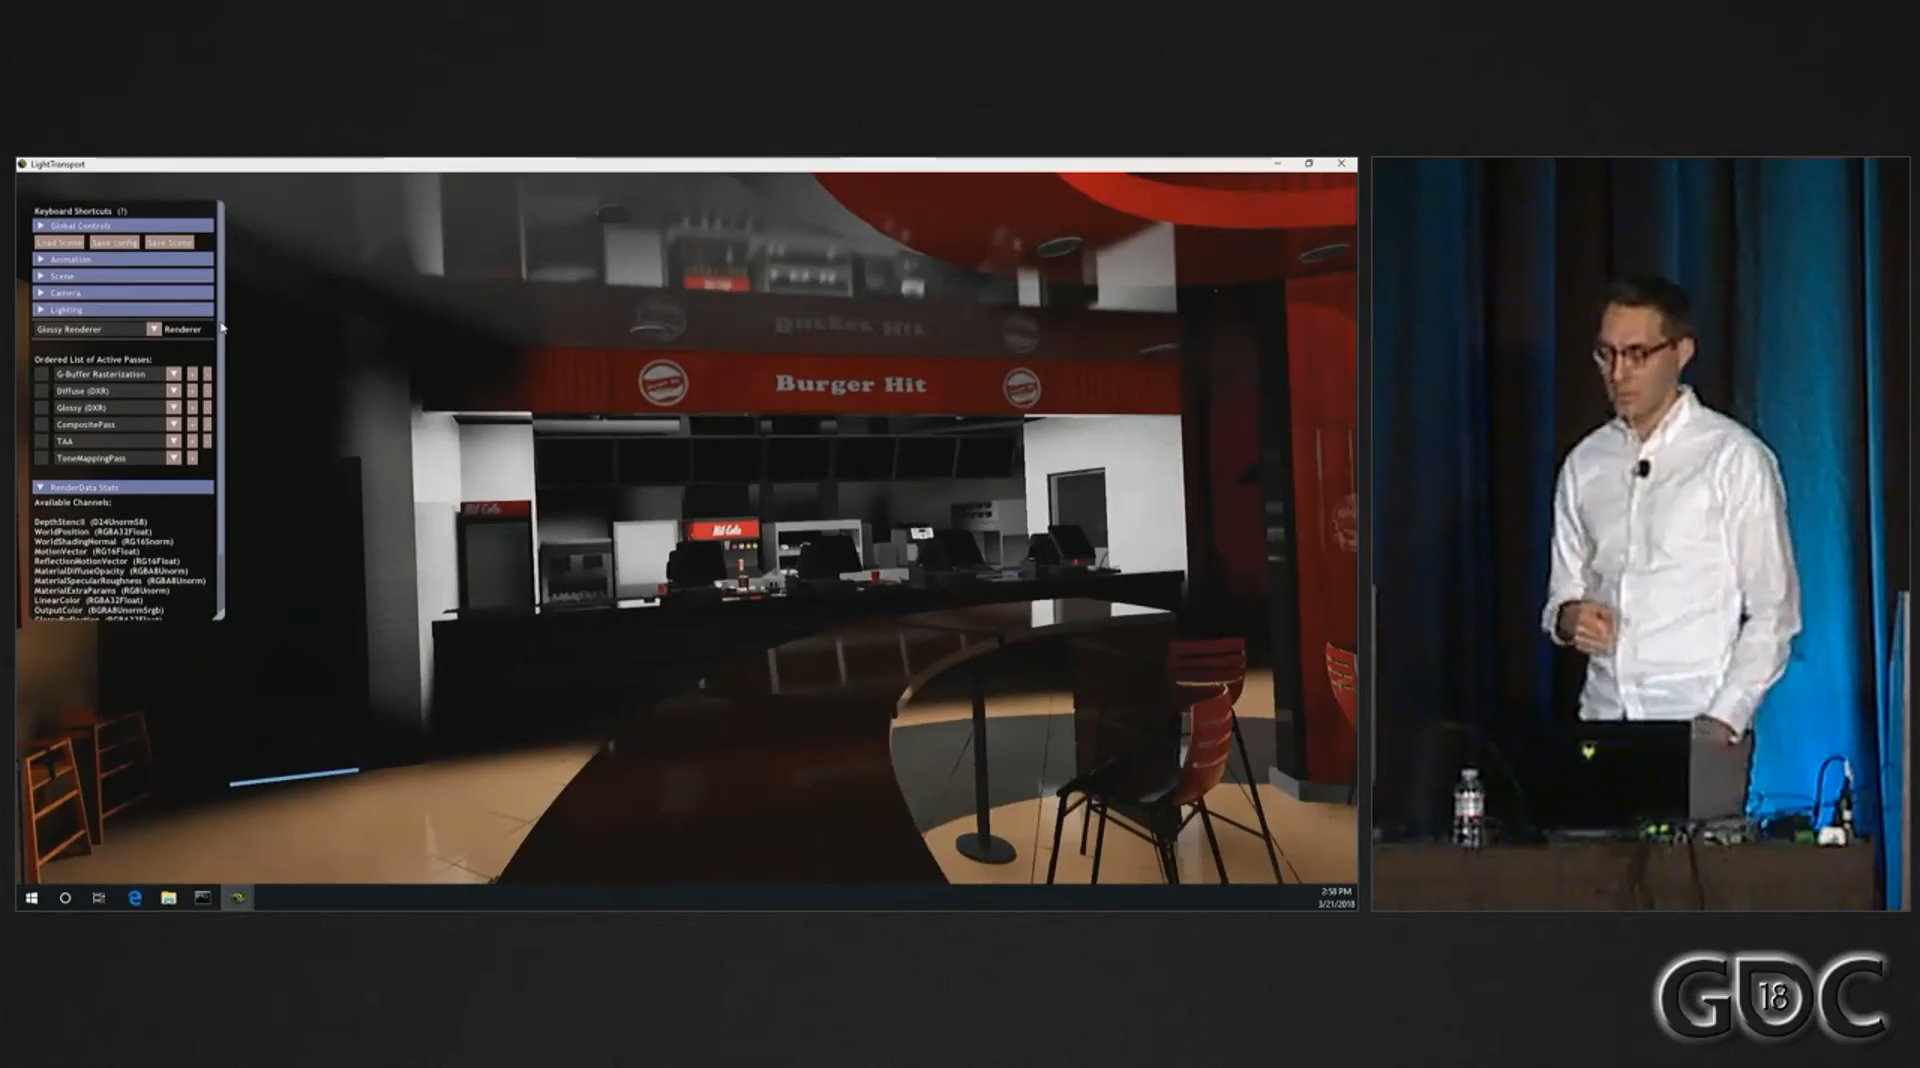 LightTransport
Keyboard Shortcuts (?)
Global Controls
Load Scene Save config Save Scene
Animation
Scene
Camera
Lighting
Glossy Renderer Renderer
Ordered List of Active Passes:
G-Buffer Rasterization
Diffuse (DXR)
Glossy (DXR)
CompositePass
TAA
ToneMappingPass
RenderData Stats
Available Channels:
DepthStencil (D24UnormS8)
WorldPosition (RGBA32Float)
WorldShadingNormal (RG16Snorm)
MotionVector (RG16Float)
ReflectionMotionVector (RG16Float)
MaterialDiffuseOpacity (RGBA8Unorm)
MaterialSpecularRoughness (RGBA8Unorm)
MaterialExtraParams (RG8Unorm)
LinearColor (RGBA32Float)
OutputColor (BGRA8UnormSrgb)
Burger Hit
2:58 PM
3/21/2018
GDC
18